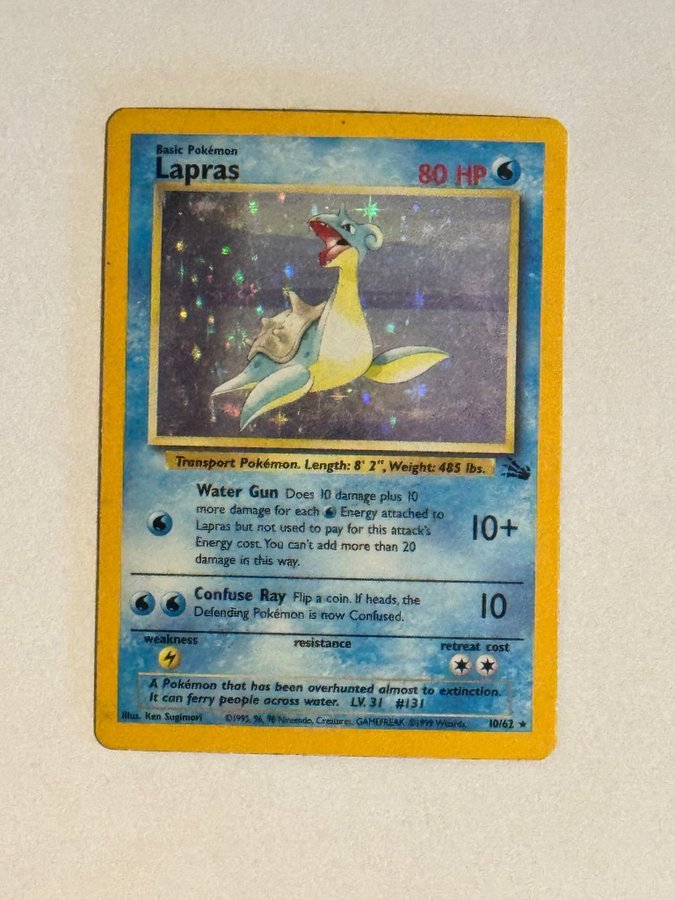 Basic Pokémon
Lapras
80 HP
Transport Pokémon. Length: 8' 2", Weight: 485 lbs.
Water Gun Does 10 damage plus 10
more damage for each Energy attached to
Lapras but not used to pay for this attack's
Energy cost. You can't add more than 20
damage in this way.
10+
Confuse Ray Flip a coin. If heads, the
Defending Pokémon is now Confused.
10
weakness
resistance
retreat cost
A Pokémon that has been overhunted almost to extinction.
It can ferry people across water. LV. 31 #131
Illus. Ken Sugimori
©1995, 96, 98 Nintendo, Creatures, GAMEFREAK. ©1999 Wizards.
10/62